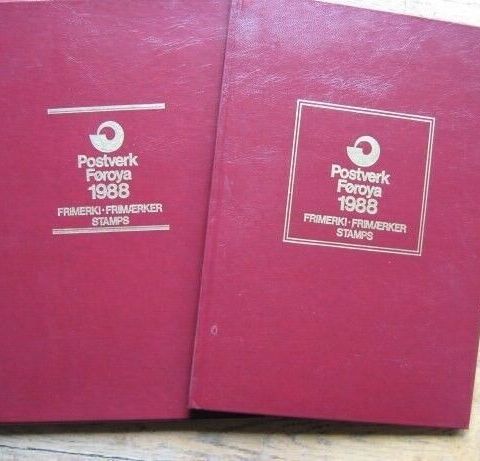 Postverk
Føroya
1988
FRIMERKI·FRIMÆRKER
STAMPS
Postverk
Føroya
1988
FRIMERKI·FRIMÆRKER
STAMPS